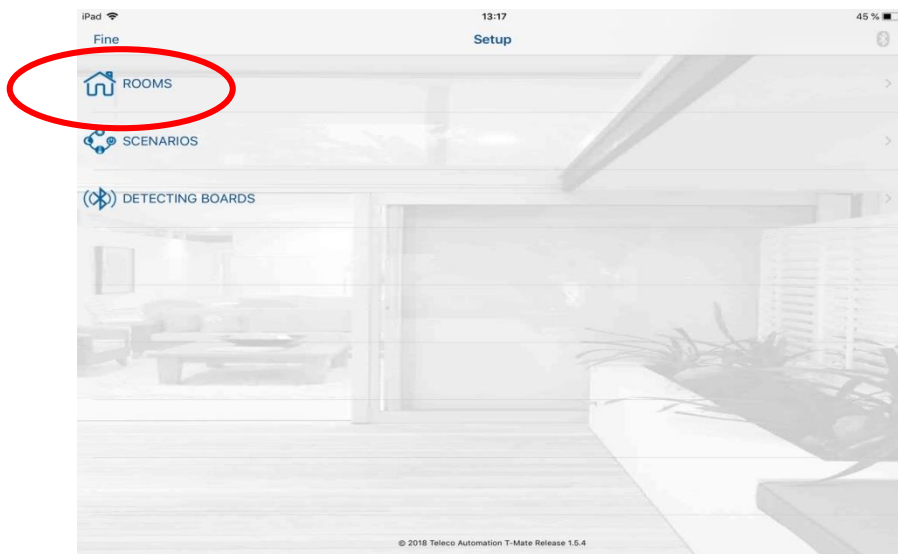 iPad 13:17 45 %
Fine Setup
ROOMS
SCENARIOS
DETECTING BOARDS
© 2018 Teleco Automation T-Mate Release 1.5.4